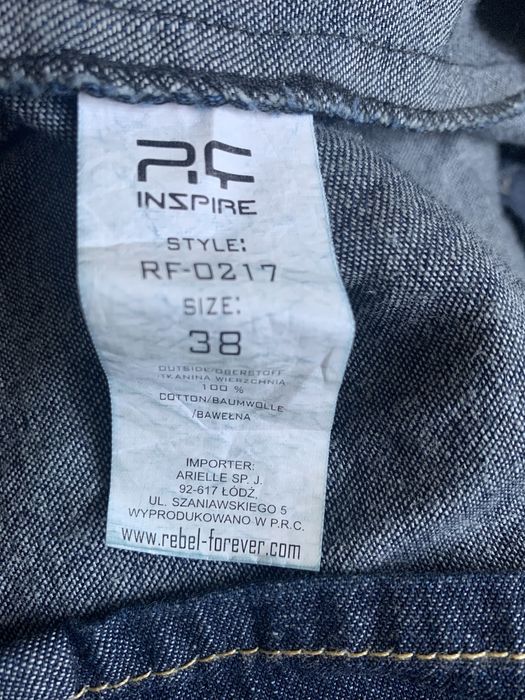 P.C
INSPIRE
STYLE:
RF-0217
SIZE:
38
OUTSIDE/OBERSTOFF
/TKANINA WIERZCHNIA
100 %
COTTON/BAUMWOLLE
/BAWEŁNA
IMPORTER:
ARIELLE SP. J.
92-617 ŁÓDŹ,
UL. SZANIAWSKIEGO 5
WYPRODUKOWANO W P.R.C.
www.rebel-forever.com